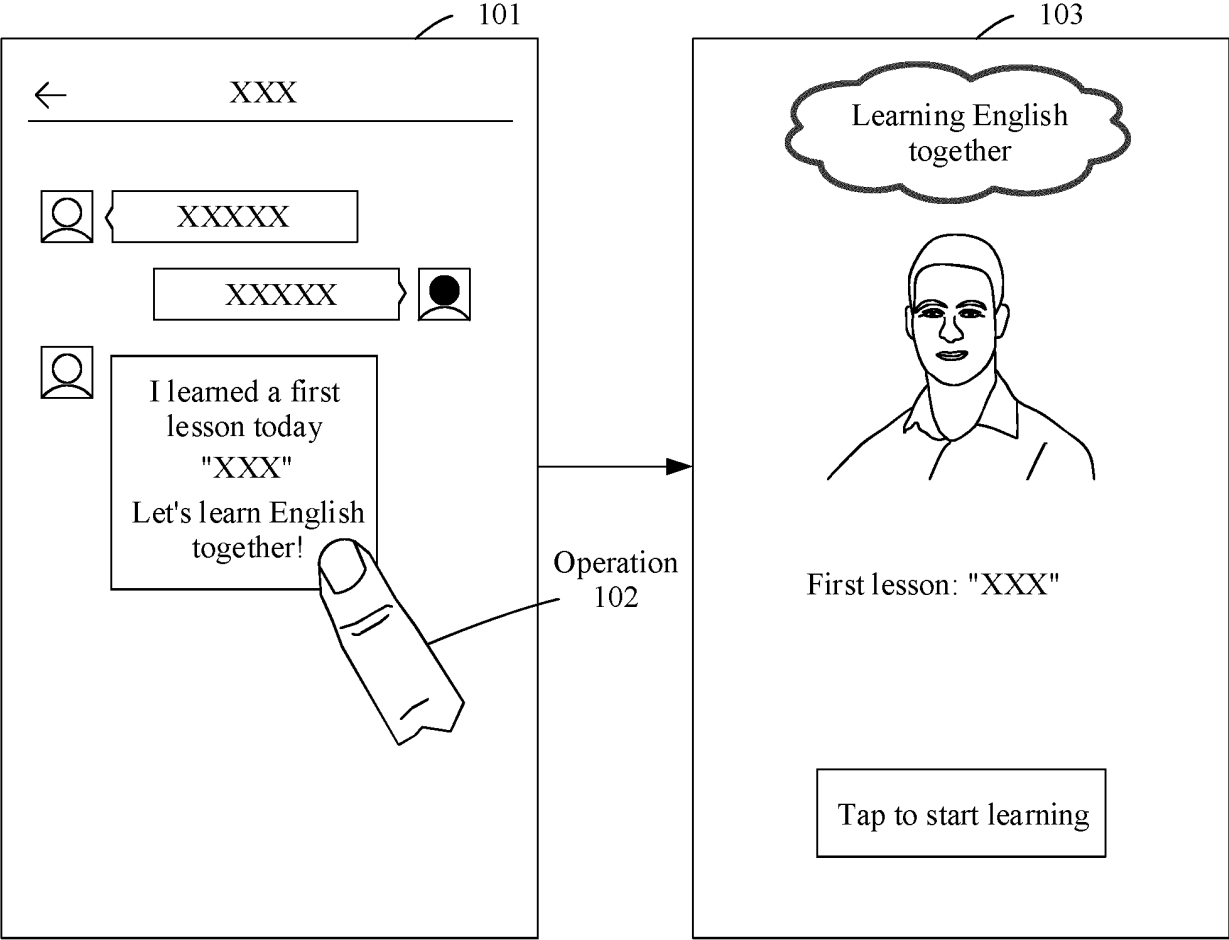 101
XXX
XXXXX
XXXXX
I learned a first
lesson today
"XXX"
Let's learn English
together!
Operation
102
103
Learning English
together
First lesson: "XXX"
Tap to start learning